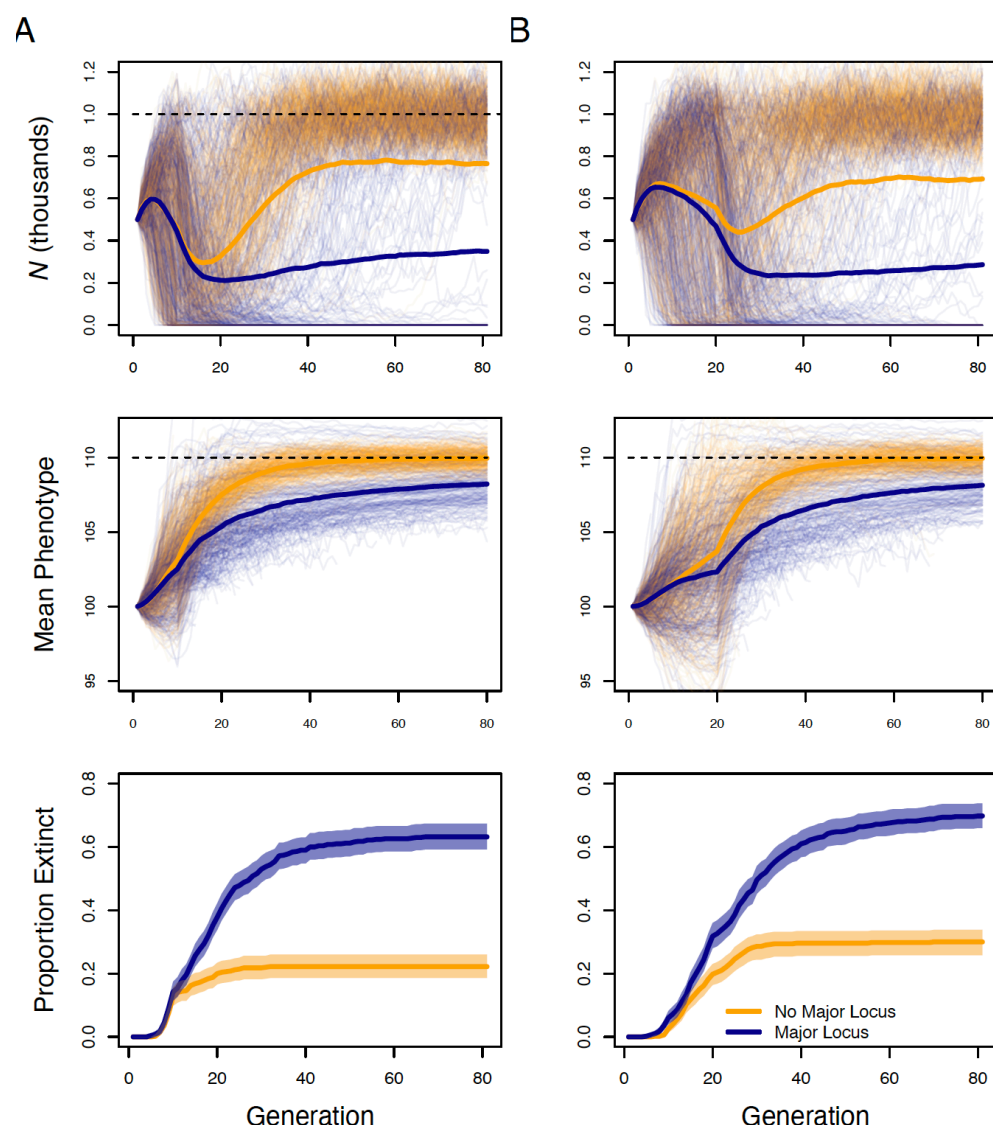 A B
N (thousands)
0.0 0.2 0.4 0.6 0.8 1.0 1.2
0 20 40 60 80
0.0 0.2 0.4 0.6 0.8 1.0 1.2
0 20 40 60 80
Mean Phenotype
95 100 105 110
0 20 40 60 80
95 100 105 110
0 20 40 60 80
Proportion Extinct
0.0 0.2 0.4 0.6 0.8
0 20 40 60 80
Generation
0.0 0.2 0.4 0.6 0.8
No Major Locus
Major Locus
0 20 40 60 80
Generation